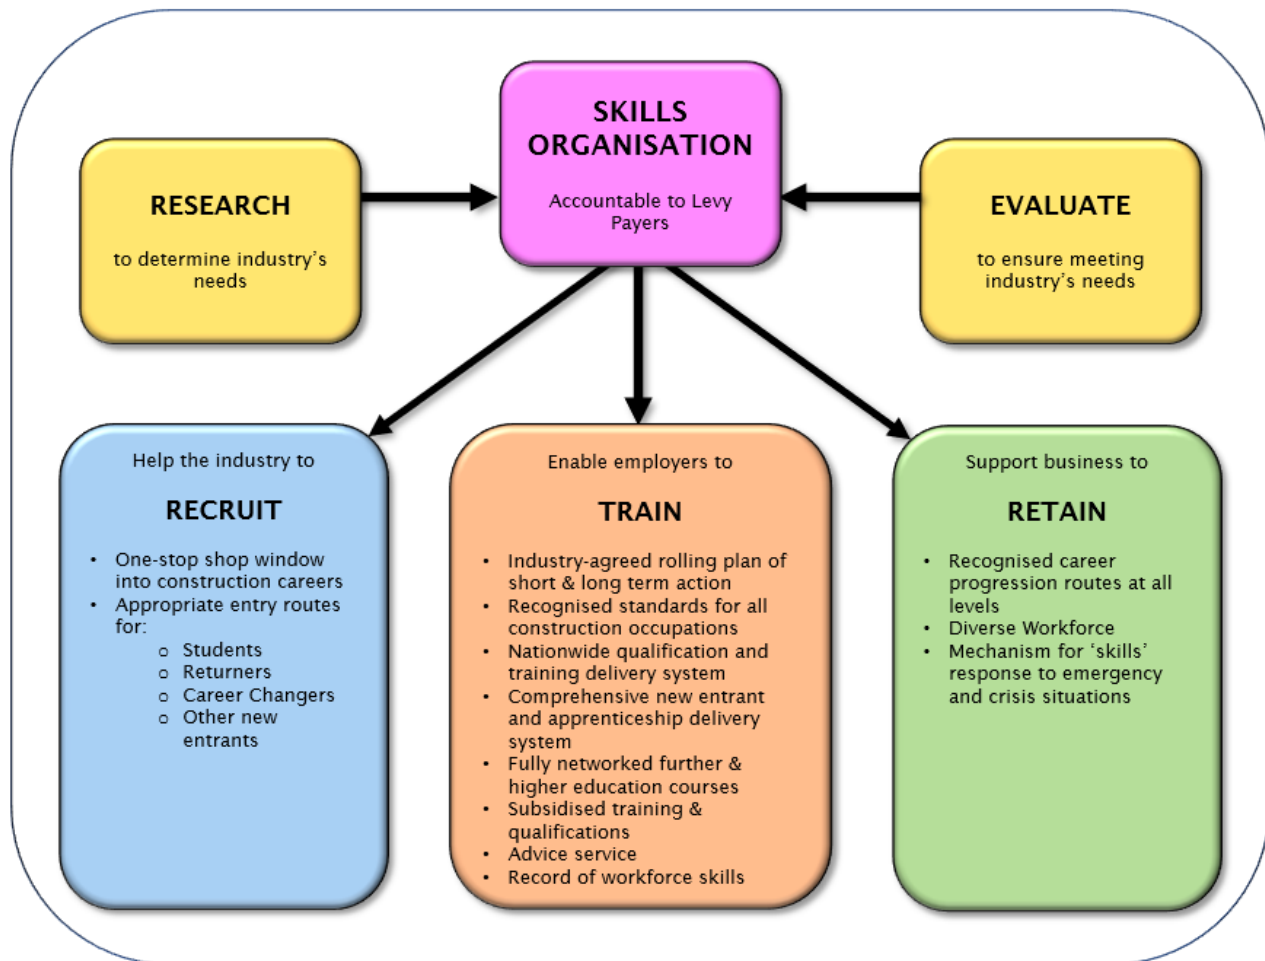 SKILLS
ORGANISATION
Accountable to Levy
Payers
RESEARCH
to determine industry's
needs
EVALUATE
to ensure meeting
industry's needs
Help the industry to
RECRUIT
• One-stop shop window
into construction careers
• Appropriate entry routes
for:
o Students
o Returners
o Career Changers
o Other new
entrants
Enable employers to
TRAIN
• Industry-agreed rolling plan of
short & long term action
• Recognised standards for all
construction occupations
• Nationwide qualification and
training delivery system
• Comprehensive new entrant
and apprenticeship delivery
system
• Fully networked further &
higher education courses
• Subsidised training &
qualifications
• Advice service
• Record of workforce skills
Support business to
RETAIN
• Recognised career
progression routes at all
levels
• Diverse Workforce
• Mechanism for ‘skills’
response to emergency
and crisis situations